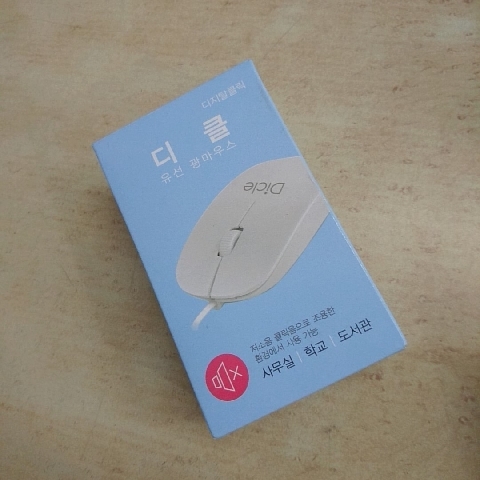 디지털클릭
디클
유선 광마우스
Dicle
저소음 클릭음으로 조용한
환경에서 사용 가능
사무실 | 학교 | 도서관